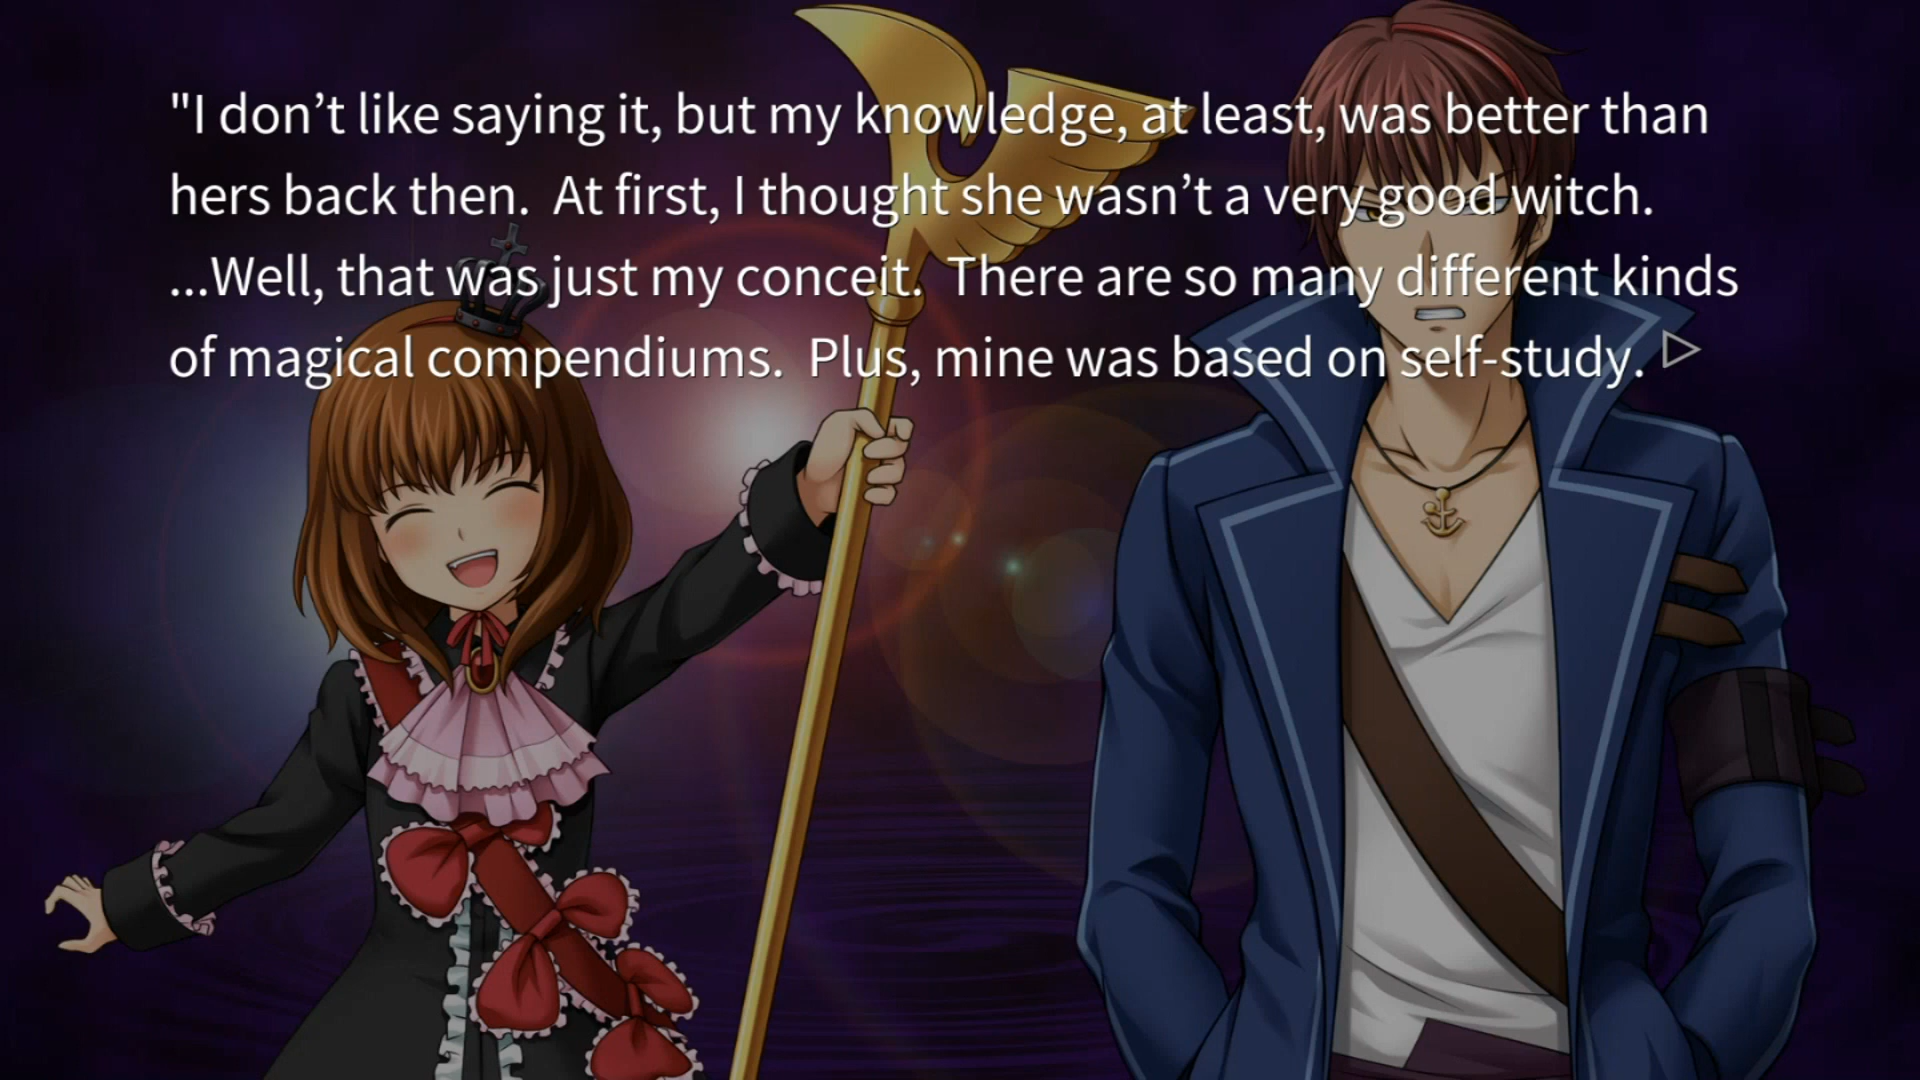 "I don’t like saying it, but my knowledge, at least, was better than
hers back then.  At first, I thought she wasn’t a very good witch.
...Well, that was just my conceit.  There are so many different kinds
of magical compendiums.  Plus, mine was based on self-study.